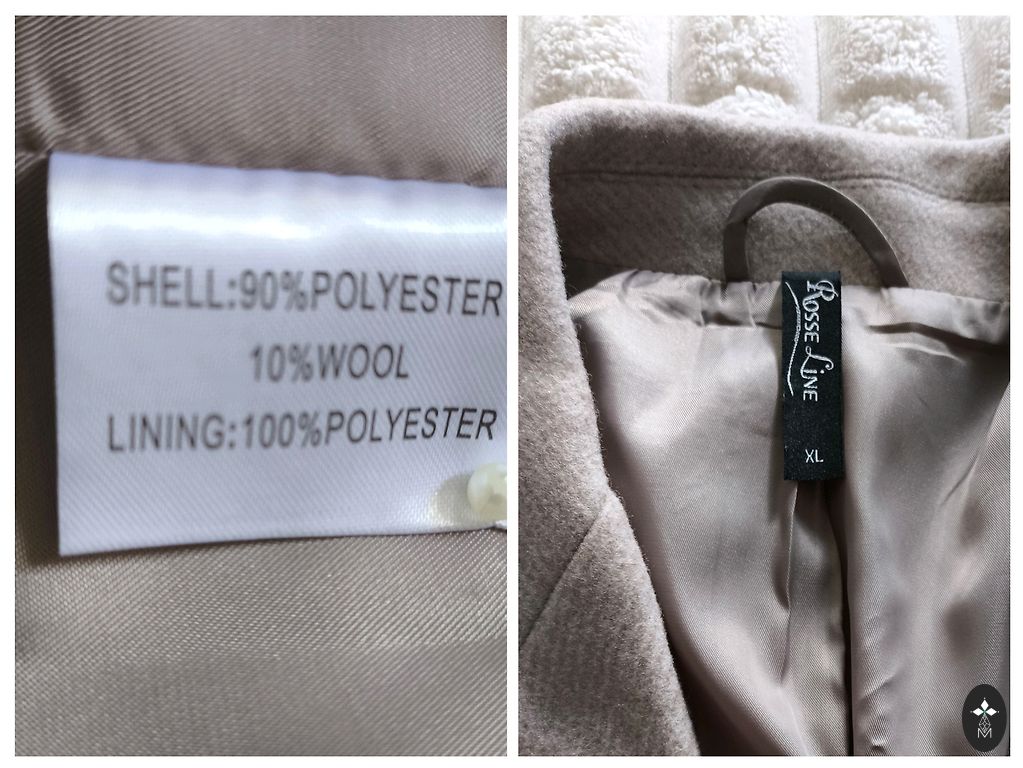 SHELL:90%POLYESTER
10%WOOL
LINING:100%POLYESTER
ROSSE LINE
XL
M